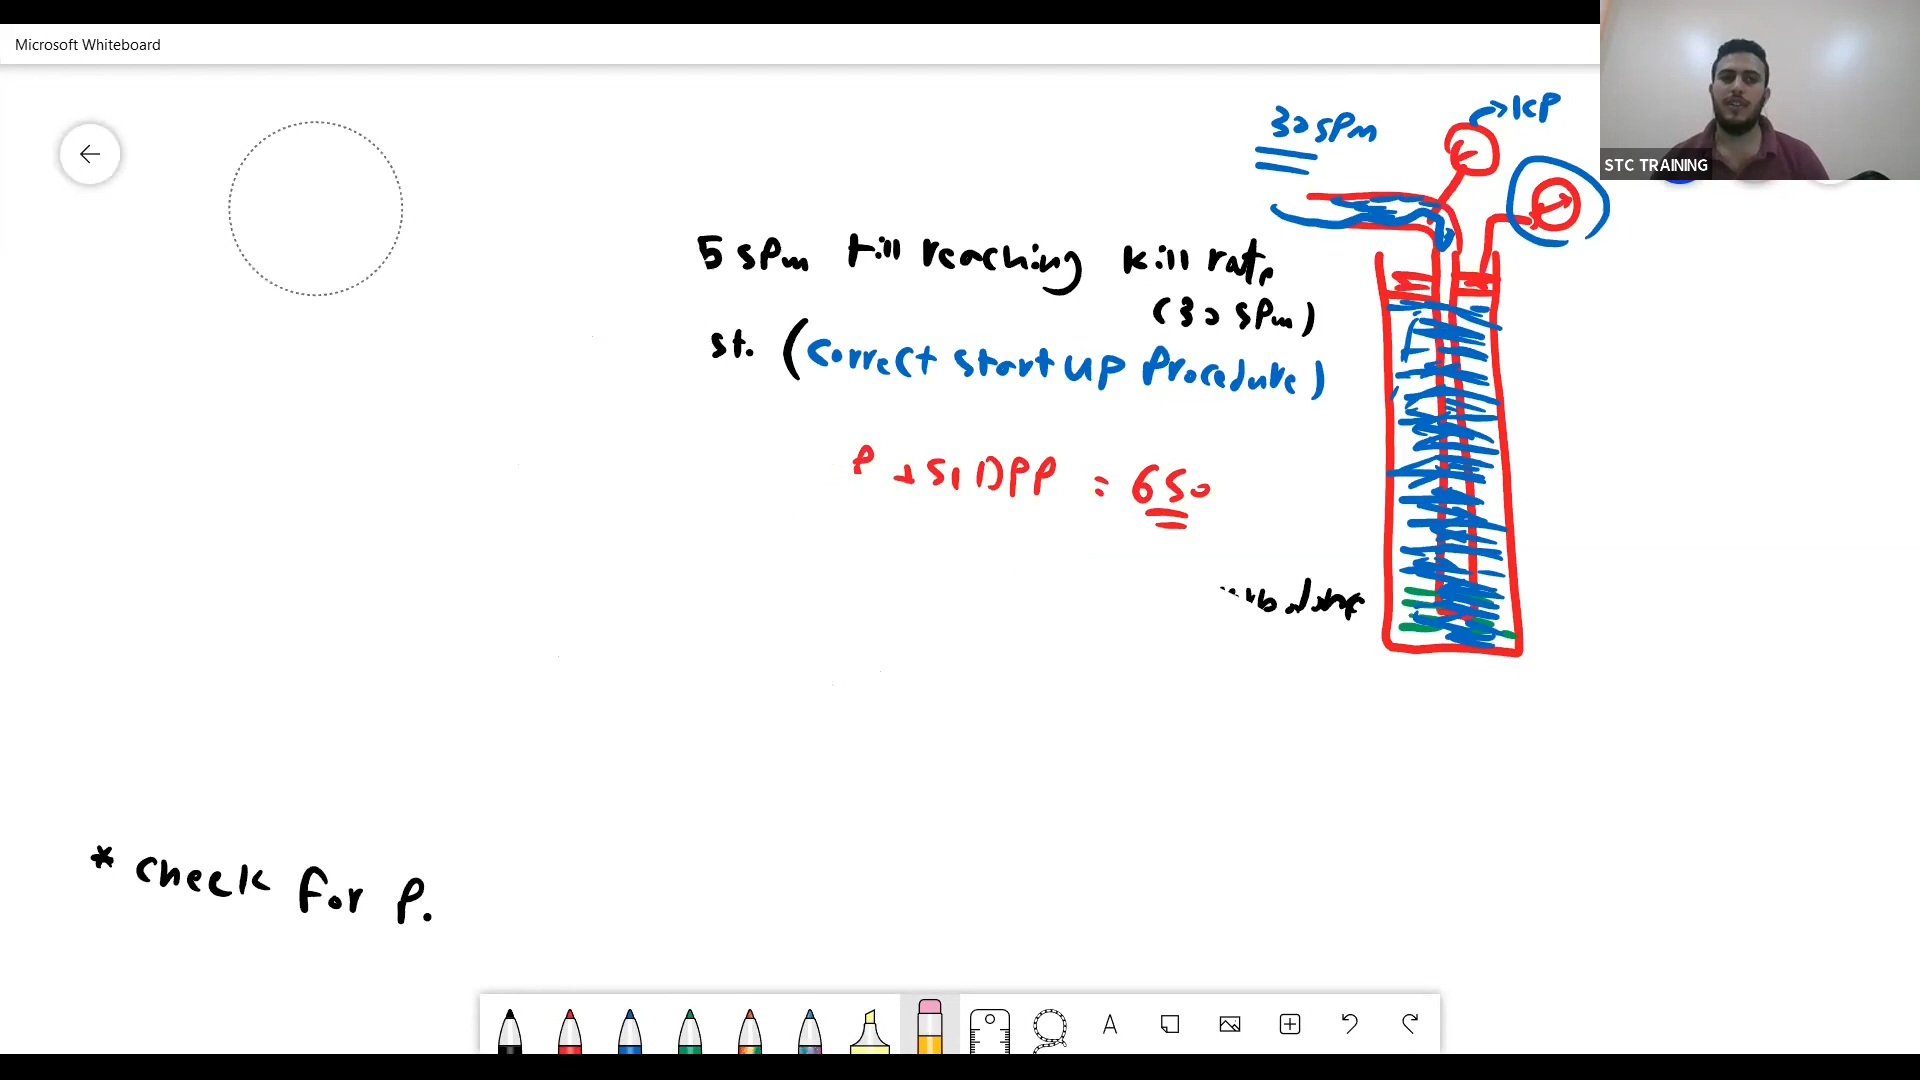 Microsoft Whiteboard
STC TRAINING
30 SPM
KP
5 SPM till reaching kill rate
(30 SPM)
st. (correct start up procedure)
P + SIDPP = 650
* check for P.